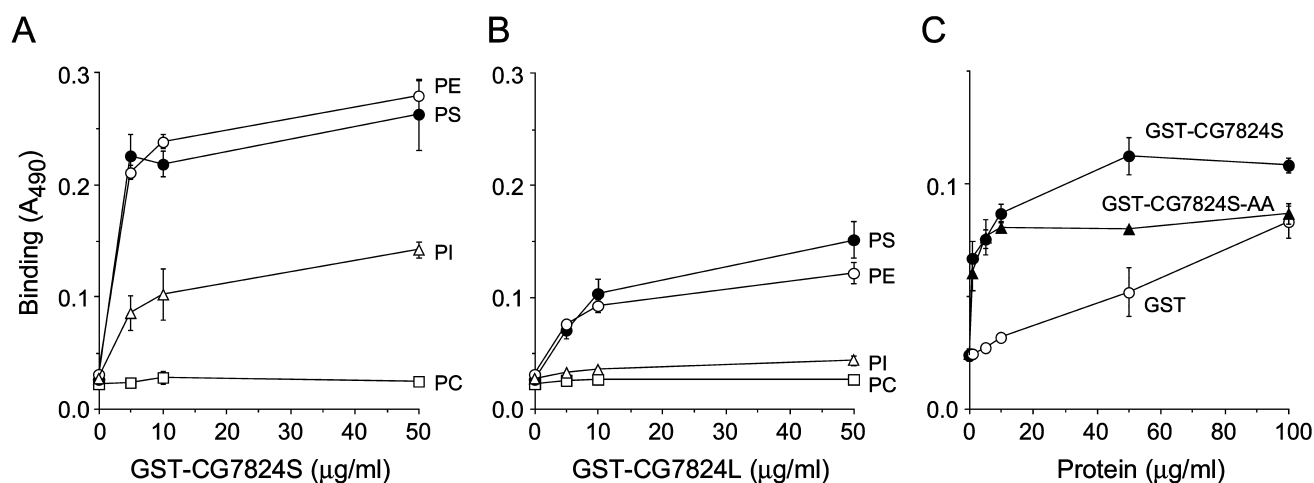 A
B
C
0.3
0.2
0.1
0.0
Binding (A490)
PE
PS
PI
PC
0
10
20
30
40
50
GST-CG7824S (μg/ml)
0.3
0.2
0.1
0.0
PS
PE
PI
PC
0
10
20
30
40
50
GST-CG7824L (μg/ml)
0.1
0.0
GST-CG7824S
GST-CG7824S-AA
GST
0
20
40
60
80
100
Protein (μg/ml)